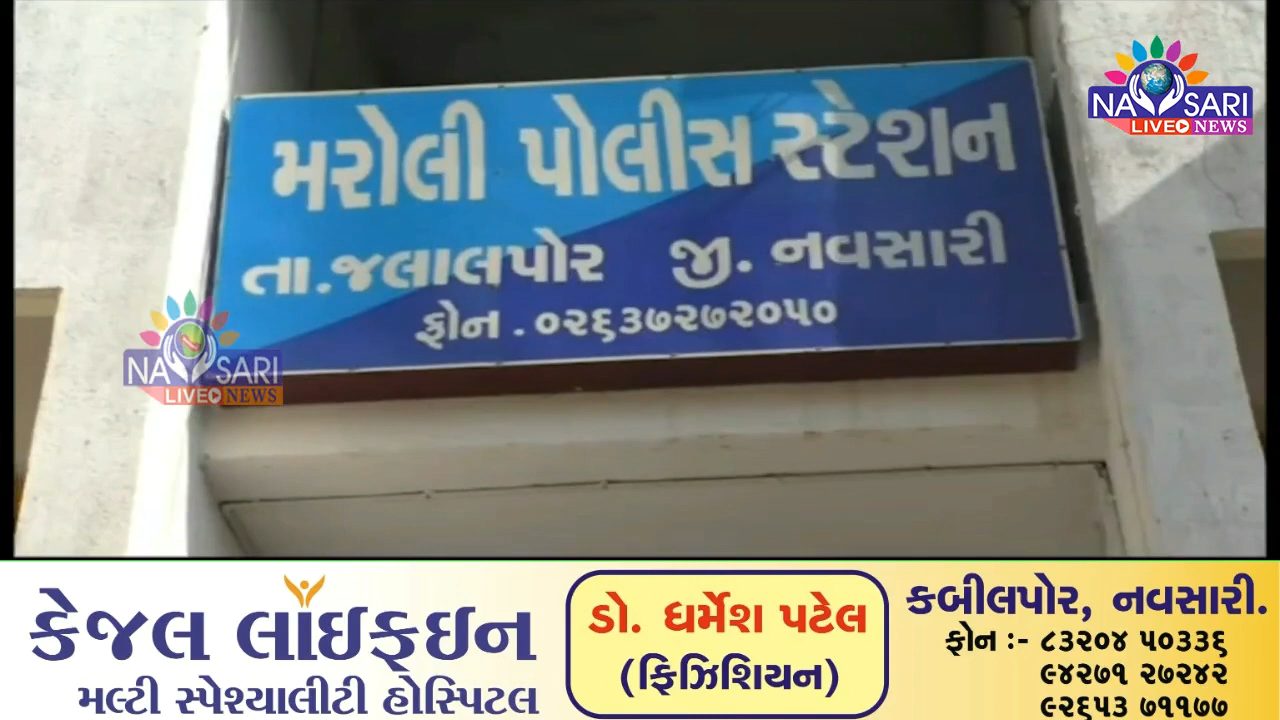 મરોલી પોલીસ સ્ટેશન
તા.જલાલપોર જી. નવસારી
ફોન . ૦૨૬૩૭૨૭૨૦૫૦
NAVSARI
LIVE NEWS
NAVSARI
LIVE NEWS
કેજલ લાઇફઇન
મલ્ટી સ્પેશ્યાલીટી હોસ્પિટલ
ડો. ધર્મેશ પટેલ
(ફિઝિશિયન)
કબીલપોર, નવસારી.
ફોન :- ૮૩૨૦૪ ૫૦૩૩૬
૯૪૨૭૧ ૨૭૨૪૨
૯૨૬૫૩ ૭૧૧૭૭